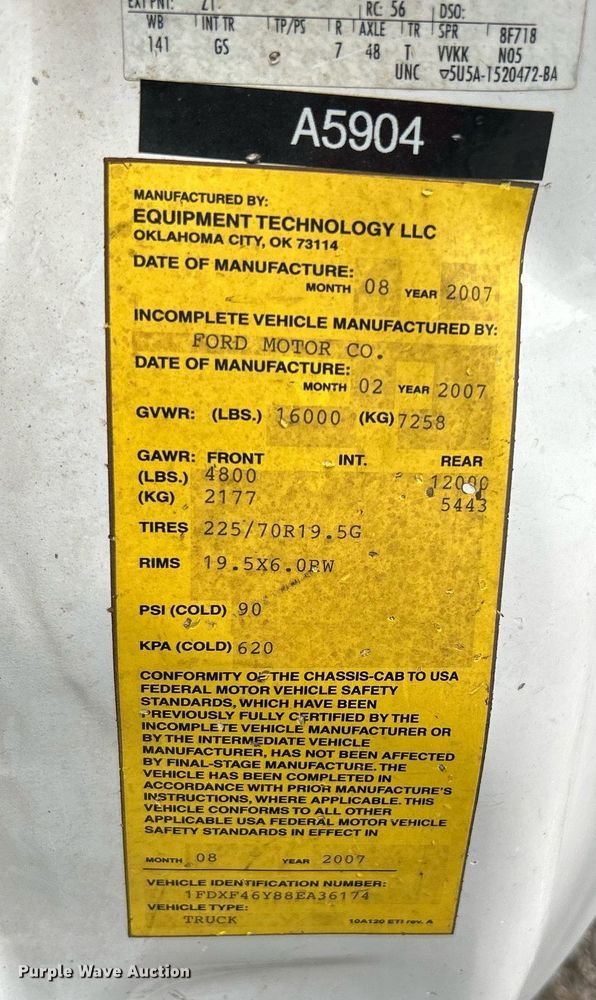 EXT PNT: Z1 RC: 56 DSO:
WB INT TR TP/PS R AXLE TR SPR 8F718
141 GS 7 48 T VVKK N05
UNC ▽5U5A-1520472-BA
A5904
MANUFACTURED BY:
EQUIPMENT TECHNOLOGY LLC
OKLAHOMA CITY, OK 73114
DATE OF MANUFACTURE:
MONTH 08 YEAR 2007
INCOMPLETE VEHICLE MANUFACTURED BY:
FORD MOTOR CO.
DATE OF MANUFACTURE:
MONTH 02 YEAR 2007
GVWR: (LBS.) 16000 (KG) 7258
GAWR: FRONT INT. REAR
(LBS.) 4800 12000
(KG) 2177 5443
TIRES 225/70R19.5G
RIMS 19.5X6.0RW
PSI (COLD) 90
KPA (COLD) 620
CONFORMITY OF THE CHASSIS-CAB TO USA
FEDERAL MOTOR VEHICLE SAFETY
STANDARDS, WHICH HAVE BEEN
PREVIOUSLY FULLY CERTIFIED BY THE
INCOMPLETE VEHICLE MANUFACTURER OR
BY THE INTERMEDIATE VEHICLE
MANUFACTURER, HAS NOT BEEN AFFECTED
BY FINAL-STAGE MANUFACTURE. THE
VEHICLE HAS BEEN COMPLETED IN
ACCORDANCE WITH PRIOR MANUFACTURE'S
INSTRUCTIONS, WHERE APPLICABLE. THIS
VEHICLE CONFORMS TO ALL OTHER
APPLICABLE USA FEDERAL MOTOR VEHICLE
SAFETY STANDARDS IN EFFECT IN
MONTH 08 YEAR 2007
VEHICLE IDENTIFICATION NUMBER:
1FDXF46Y88EA36174
VEHICLE TYPE:
TRUCK 10A120 ETI rev. A
Purple Wave Auction